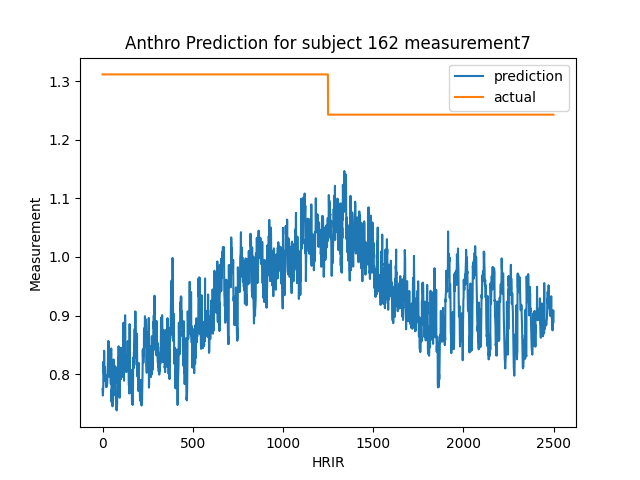 Anthro Prediction for subject 162 measurement7
prediction
actual
1.3
1.2
1.1
1.0
0.9
0.8
Measurement
0
500
1000
1500
2000
2500
HRIR